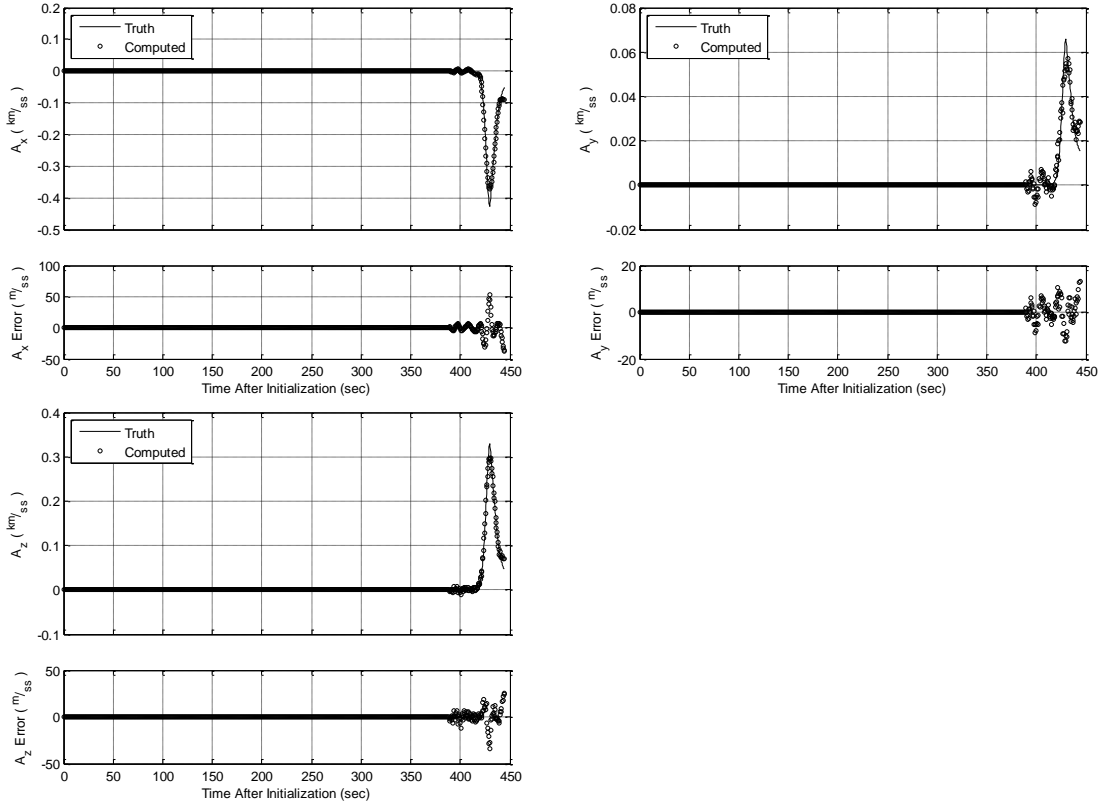 0.2
0.1
0
-0.1
-0.2
-0.3
-0.4
-0.5
A_x ( km/ss )
Truth
Computed
100
50
0
-50
A_x Error ( m/ss )
0 50 100 150 200 250 300 350 400 450
Time After Initialization (sec)
0.08
0.06
0.04
0.02
0
-0.02
A_y ( km/ss )
Truth
Computed
20
0
-20
A_y Error ( m/ss )
0 50 100 150 200 250 300 350 400 450
Time After Initialization (sec)
0.4
0.3
0.2
0.1
0
-0.1
A_z ( km/ss )
Truth
Computed
50
0
-50
A_z Error ( m/ss )
0 50 100 150 200 250 300 350 400 450
Time After Initialization (sec)